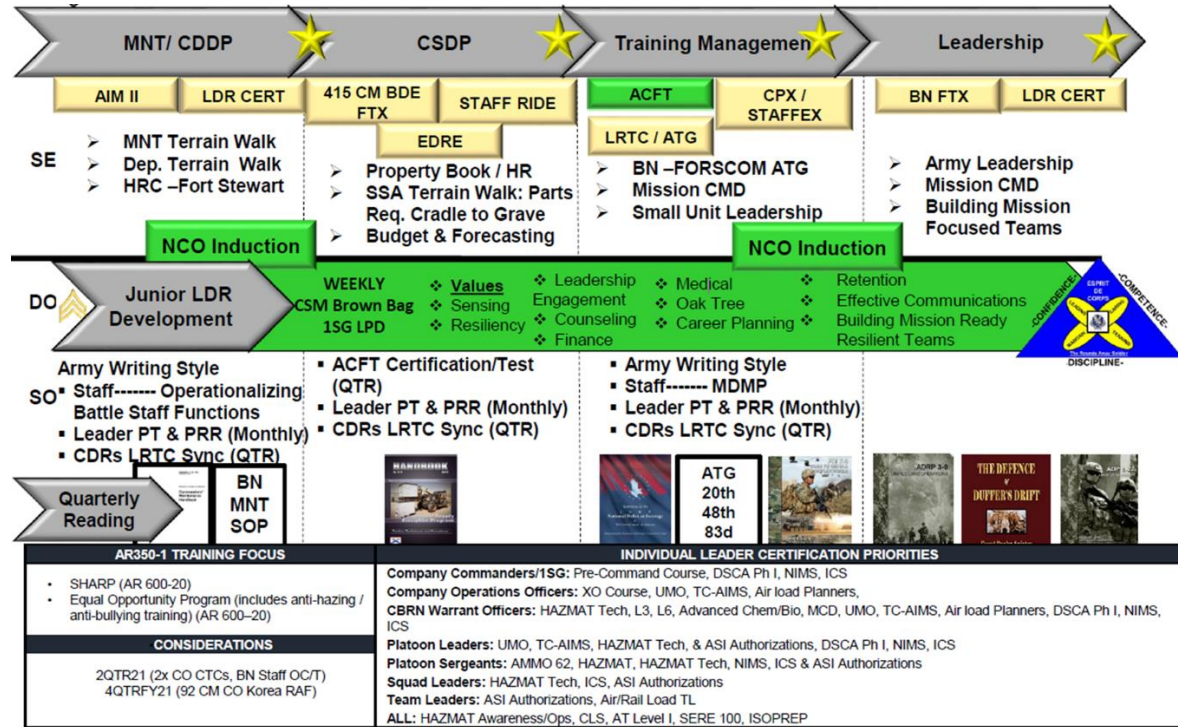 MNT/ CDDP
CSDP
Training Management
Leadership
AIM II
LDR CERT
415 CM BDE
FTX
STAFF RIDE
EDRE
ACFT
CPX /
STAFFEX
LRTC / ATG
BN FTX
LDR CERT
SE
MNT Terrain Walk
Dep. Terrain Walk
HRC –Fort Stewart
Property Book / HR
SSA Terrain Walk: Parts
Req. Cradle to Grave
Budget & Forecasting
BN –FORSCOM ATG
Mission CMD
Small Unit Leadership
Army Leadership
Mission CMD
Building Mission
Focused Teams
NCO Induction
NCO Induction
DO
Junior LDR
Development
WEEKLY
CSM Brown Bag
1SG LPD
Values
Sensing
Resiliency
Leadership
Engagement
Counseling
Finance
Medical
Oak Tree
Career Planning
Retention
Effective Communications
Building Mission Ready
Resilient Teams
-CONFIDENCE-
-COMPETENCE-
ESPRIT
DE
CORPS
DISCIPLINE-
SO
Army Writing Style
Staff------- Operationalizing
Battle Staff Functions
Leader PT & PRR (Monthly)
CDRs LRTC Sync (QTR)
ACFT Certification/Test
(QTR)
Leader PT & PRR (Monthly)
CDRs LRTC Sync (QTR)
Army Writing Style
Staff------- MDMP
Leader PT & PRR (Monthly)
CDRs LRTC Sync (QTR)
Quarterly
Reading
BN
MNT
SOP
HANDBOOK
ATG
20th
48th
83d
ADRP 3-0
THE DEFENCE
of
DUFFER'S DRIFT
AR350-1 TRAINING FOCUS
SHARP (AR 600-20)
Equal Opportunity Program (includes anti-hazing /
anti-bullying training) (AR 600–20)
CONSIDERATIONS
2QTR21 (2x CO CTCs, BN Staff OC/T)
4QTRFY21 (92 CM CO Korea RAF)
INDIVIDUAL LEADER CERTIFICATION PRIORITIES
Company Commanders/1SG: Pre-Command Course, DSCA Ph I, NIMS, ICS
Company Operations Officers: XO Course, UMO, TC-AIMS, Air load Planners,
CBRN Warrant Officers: HAZMAT Tech, L3, L6, Advanced Chem/Bio, MCD, UMO, TC-AIMS, Air load Planners, DSCA Ph I, NIMS,
ICS
Platoon Leaders: UMO, TC-AIMS, HAZMAT Tech, & ASI Authorizations, DSCA Ph I, NIMS, ICS
Platoon Sergeants: AMMO 62, HAZMAT, HAZMAT Tech, NIMS, ICS & ASI Authorizations
Squad Leaders: HAZMAT Tech, ICS, ASI Authorizations
Team Leaders: ASI Authorizations, Air/Rail Load TL
ALL: HAZMAT Awareness/Ops, CLS, AT Level I, SERE 100, ISOPREP